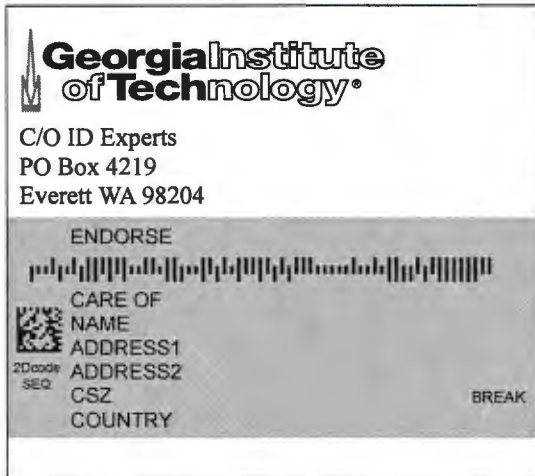 Georgia Institute
of Technology®
C/O ID Experts
PO Box 4219
Everett WA 98204
ENDORSE
CARE OF
NAME
ADDRESS1
2Dcode ADDRESS2
SEQ
CSZ BREAK
COUNTRY